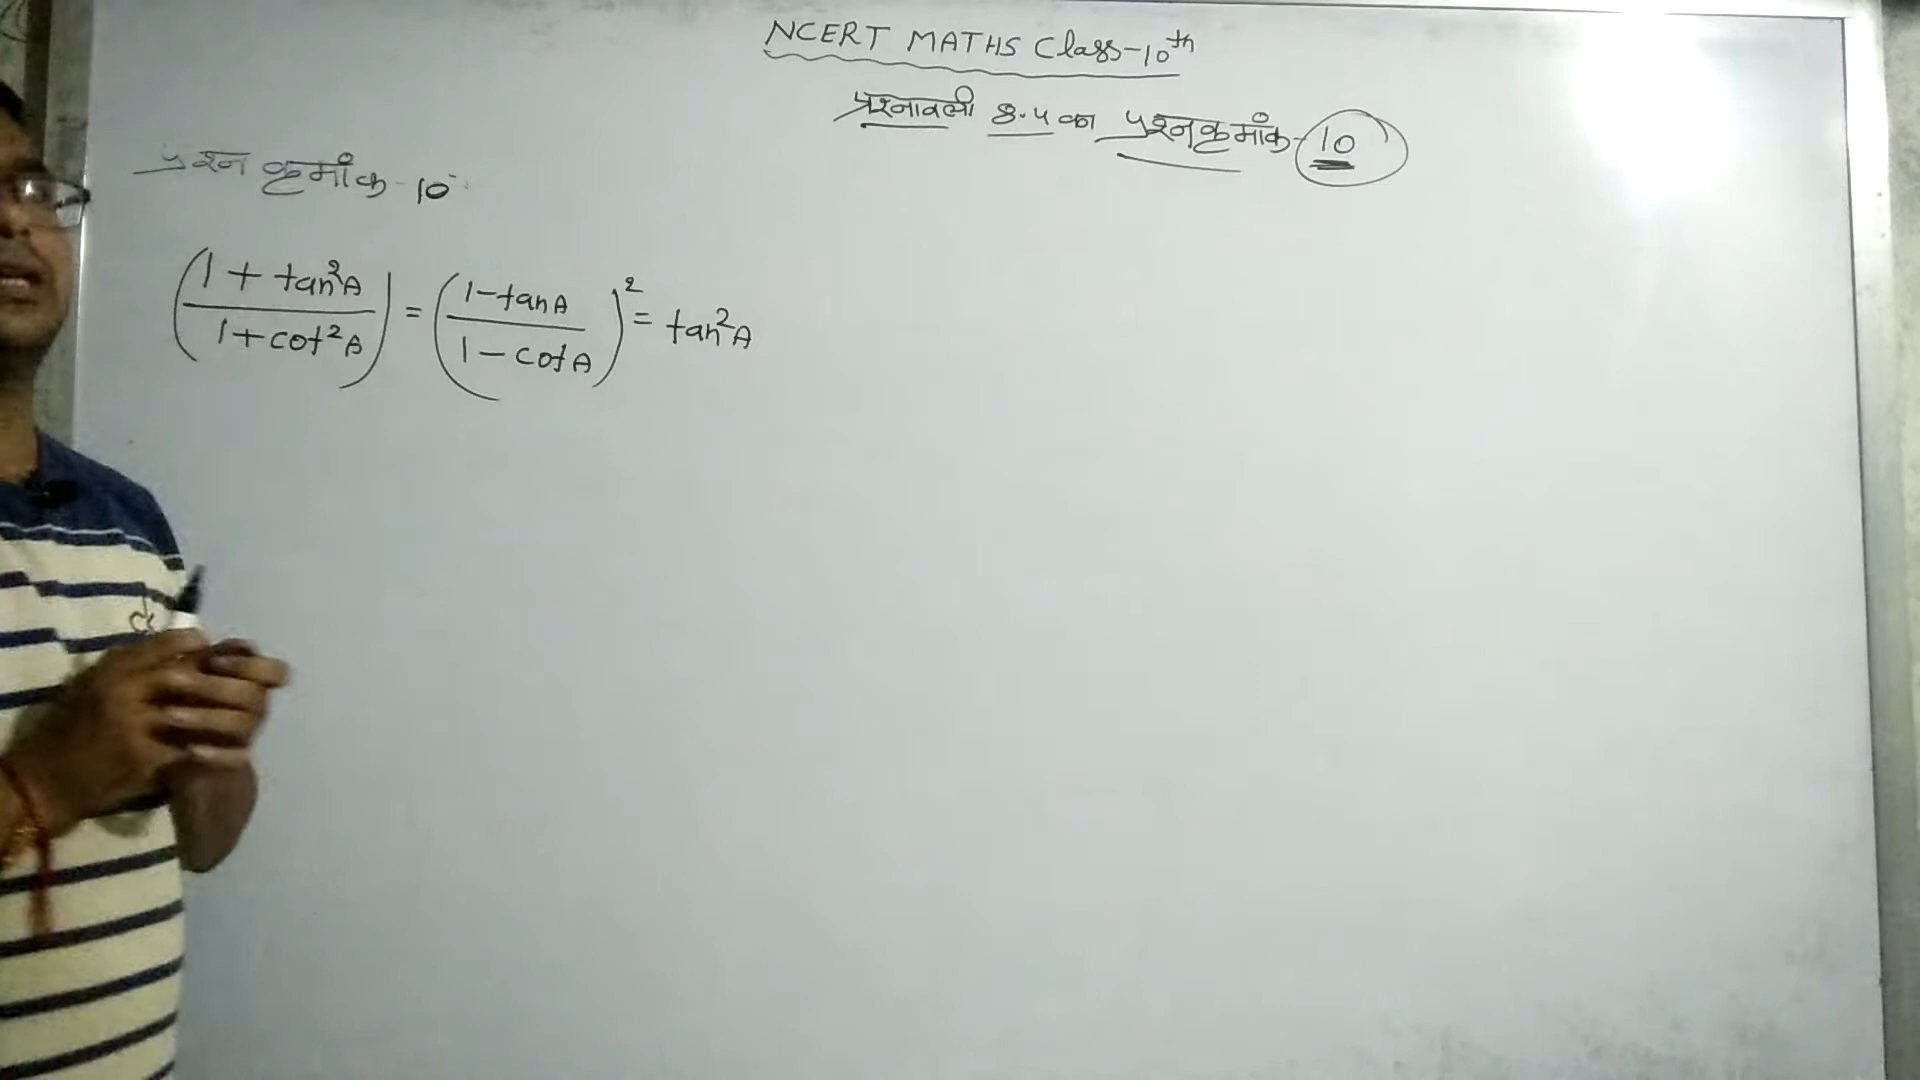 NCERT MATHS Class-10th
प्रश्नावली 8.4 का प्रश्न क्रमांक-10
प्रश्न क्रमांक-10
(1 + tan²A / 1 + cot²A) = (1 - tanA / 1 - cotA)² = tan²A